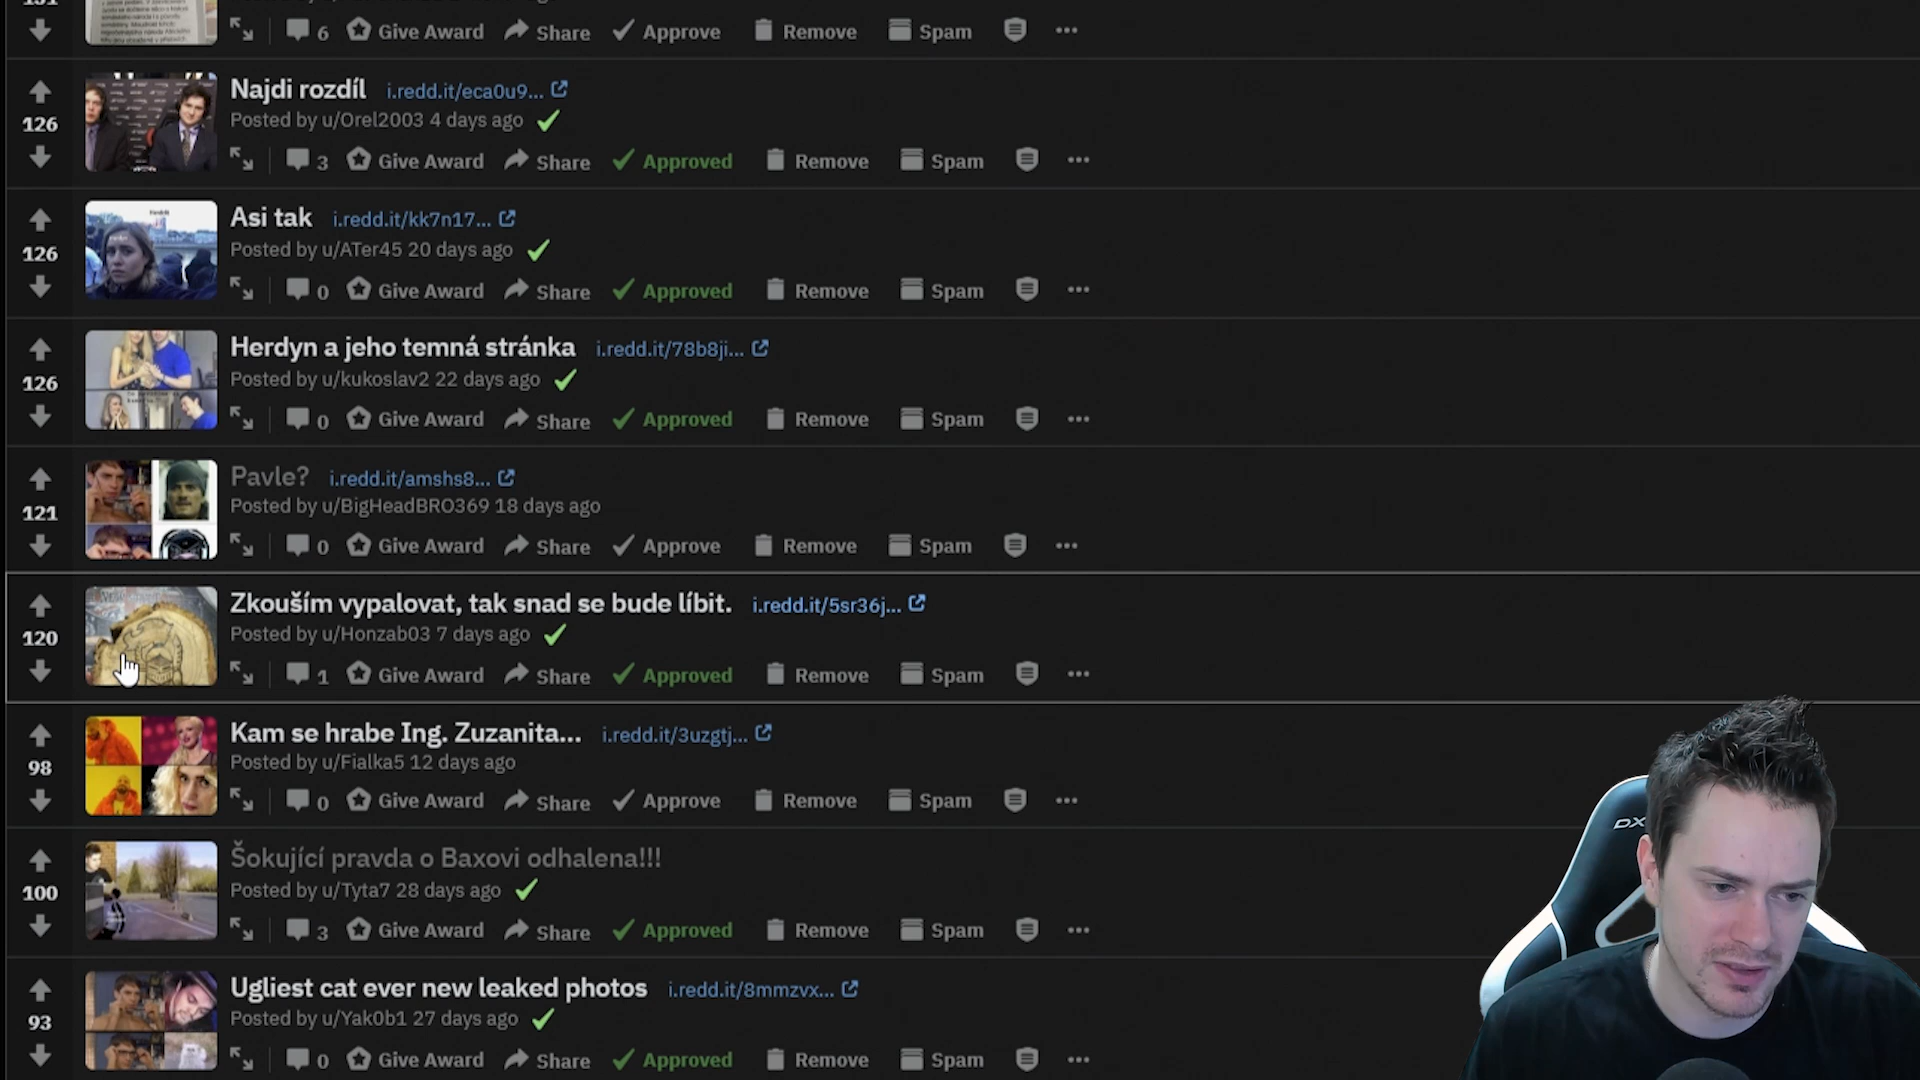 6 Give Award Share Approve Remove Spam
Najdi rozdíl i.redd.it/eca0u9...
126 Posted by u/Orel2003 4 days ago
3 Give Award Share Approved Remove Spam
Asi tak i.redd.it/kk7n17...
126 Posted by u/ATer45 20 days ago
0 Give Award Share Approved Remove Spam
Herdyn a jeho temná stránka i.redd.it/78b8ji...
126 Posted by u/kukoslav2 22 days ago
0 Give Award Share Approved Remove Spam
Pavle? i.redd.it/amshs8...
121 Posted by u/BigHeadBRO369 18 days ago
0 Give Award Share Approve Remove Spam
Zkouším vypalovat, tak snad se bude líbit. i.redd.it/5sr36j...
120 Posted by u/Honzab03 7 days ago
1 Give Award Share Approved Remove Spam
Kam se hrabe Ing. Zuzanita... i.redd.it/3uzgtj...
98 Posted by u/Fialka5 12 days ago
0 Give Award Share Approve Remove Spam
Šokující pravda o Baxovi odhalena!!!
100 Posted by u/Tyta7 28 days ago
3 Give Award Share Approved Remove Spam
Ugliest cat ever new leaked photos i.redd.it/8mmzvx...
93 Posted by u/Yak0b1 27 days ago
0 Give Award Share Approved Remove Spam
DX